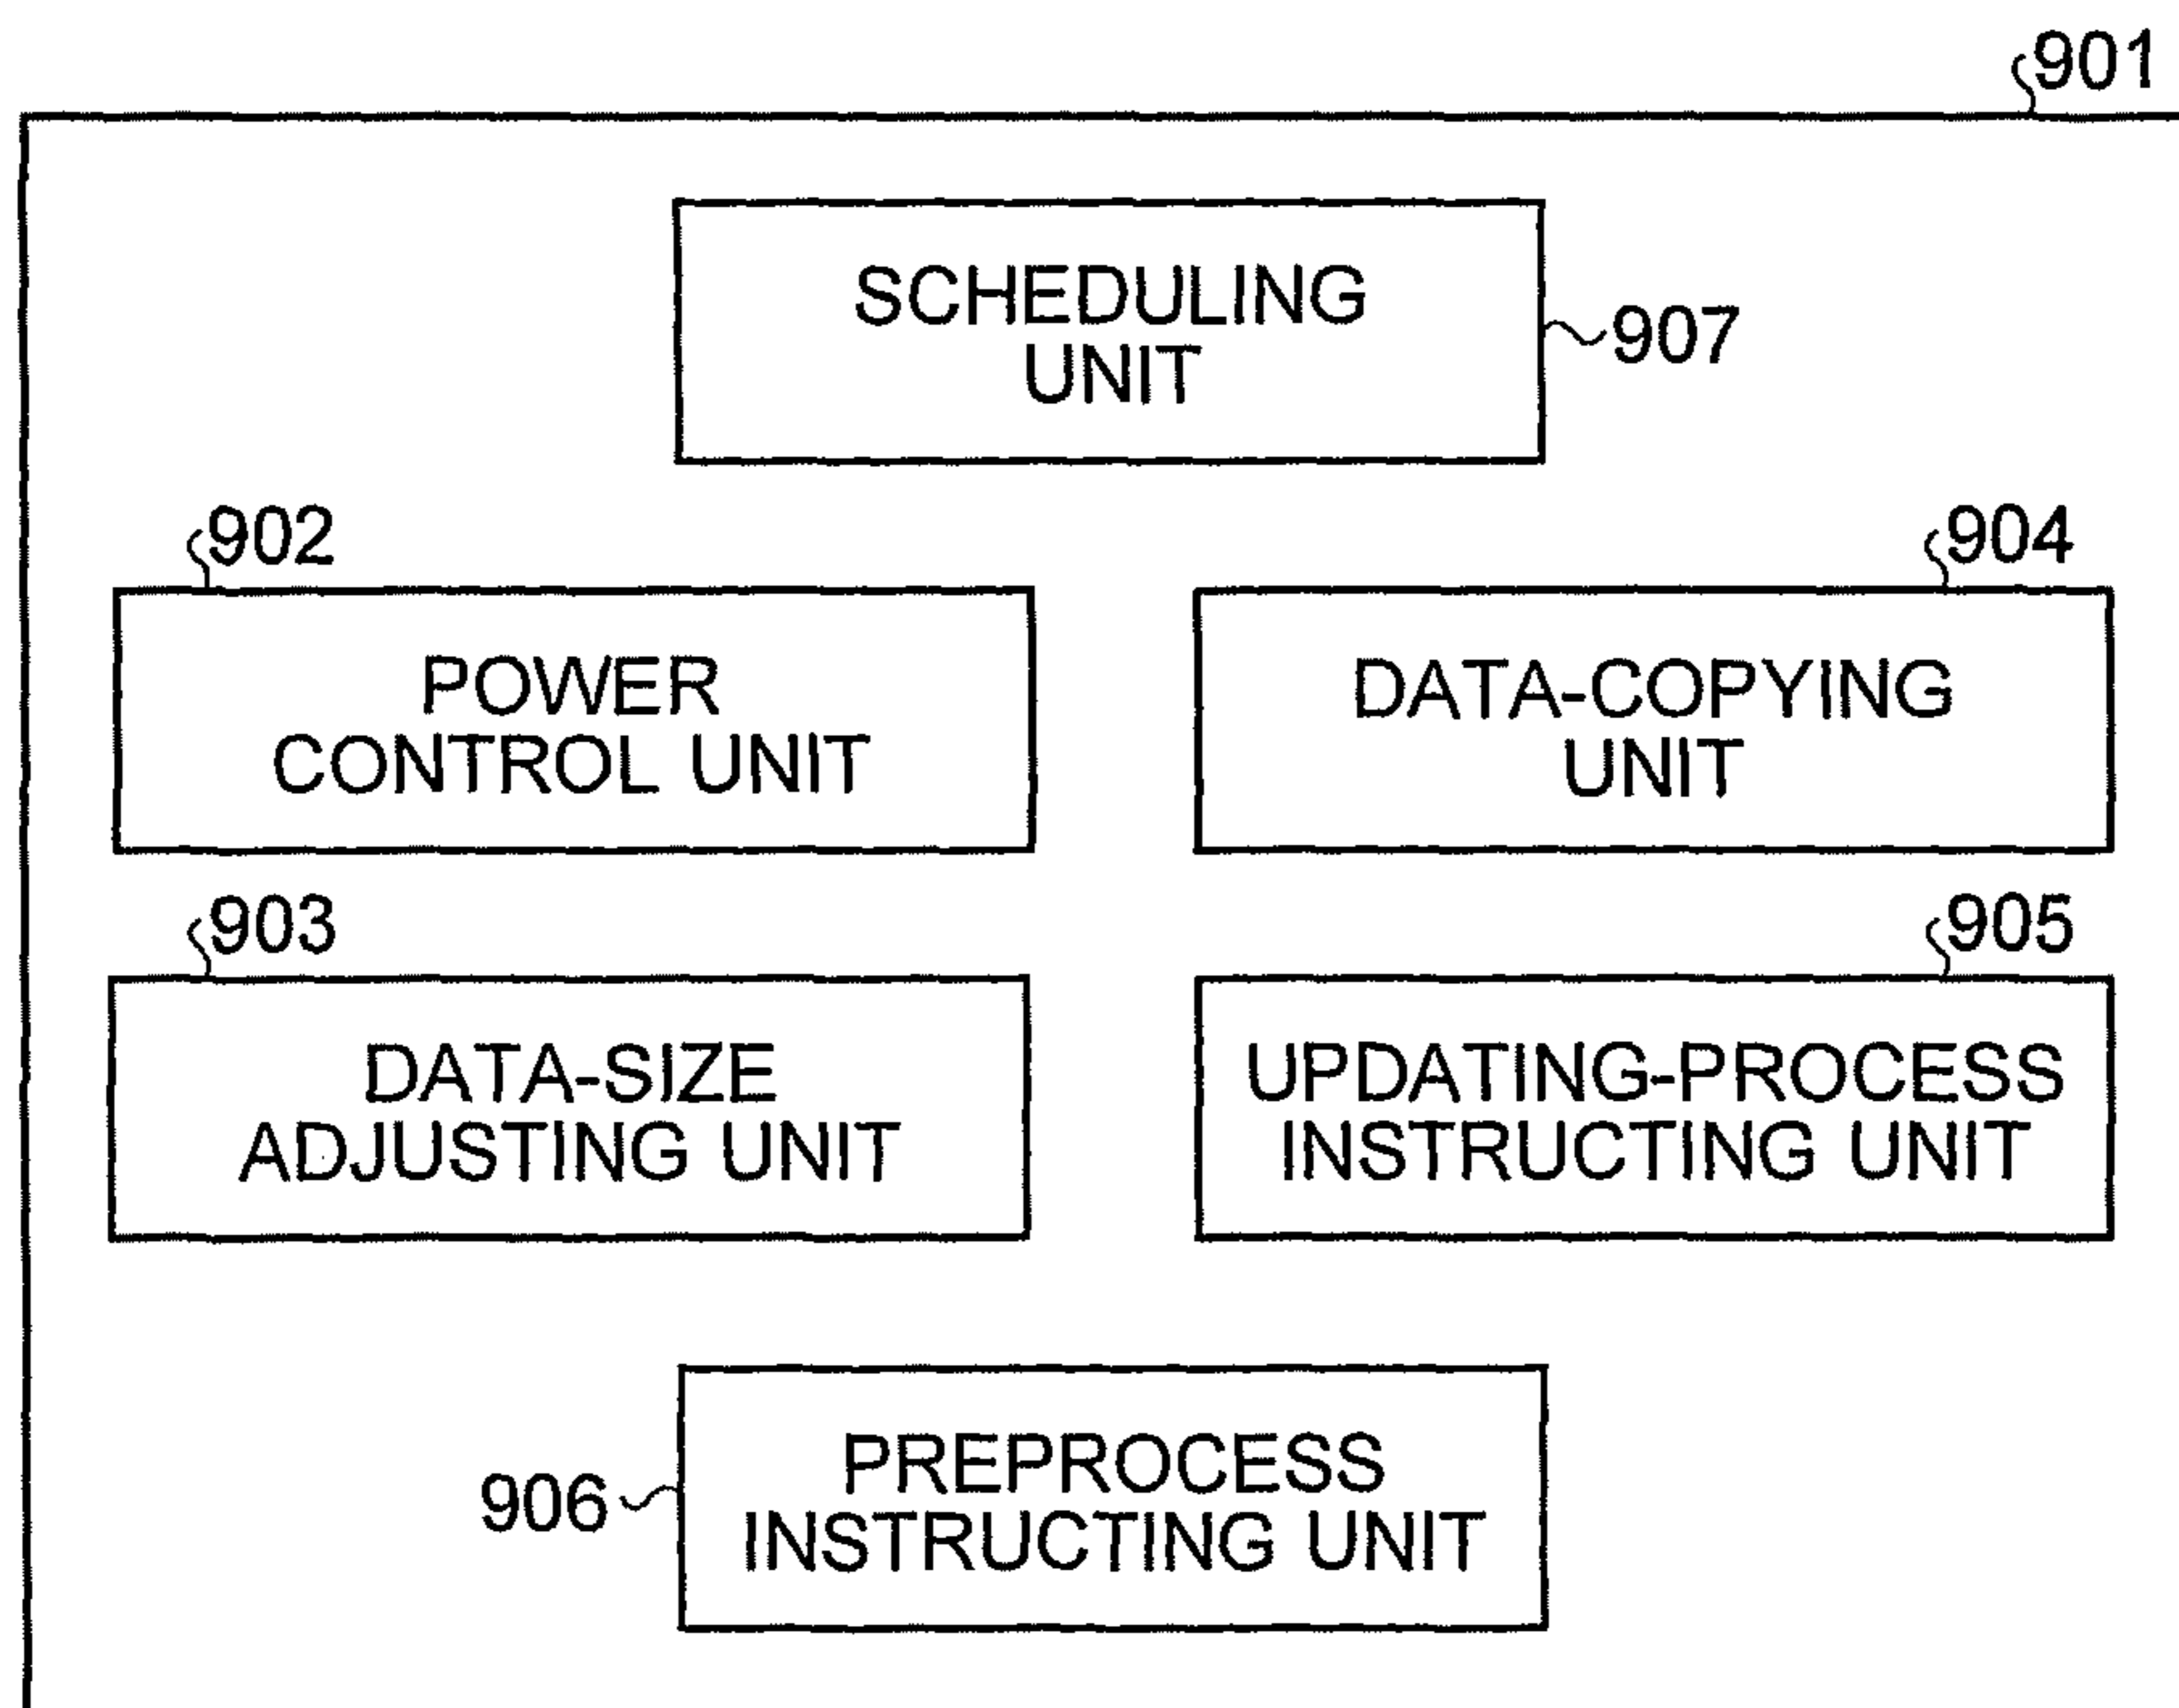 901
SCHEDULING
UNIT
907
902
POWER
CONTROL UNIT
904
DATA-COPYING
UNIT
903
DATA-SIZE
ADJUSTING UNIT
905
UPDATING-PROCESS
INSTRUCTING UNIT
906
PREPROCESS
INSTRUCTING UNIT